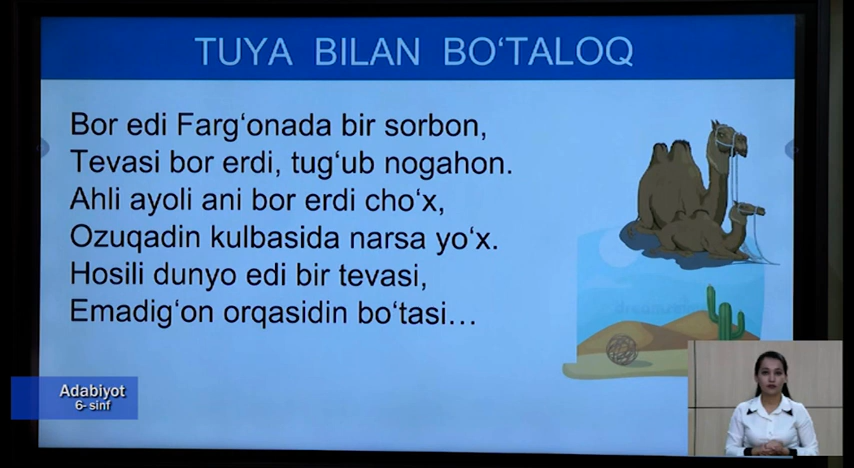 TUYA BILAN BO‘TALOQ
Bor edi Farg‘onada bir sorbon,
Tevasi bor erdi, tug‘ub nogahon.
Ahli ayoli ani bor erdi cho‘x,
Ozuqadin kulbasida narsa yo‘x.
Hosili dunyo edi bir tevasi,
Emadig‘on orqasidin bo‘tasi...
Adabiyot
6- sinf